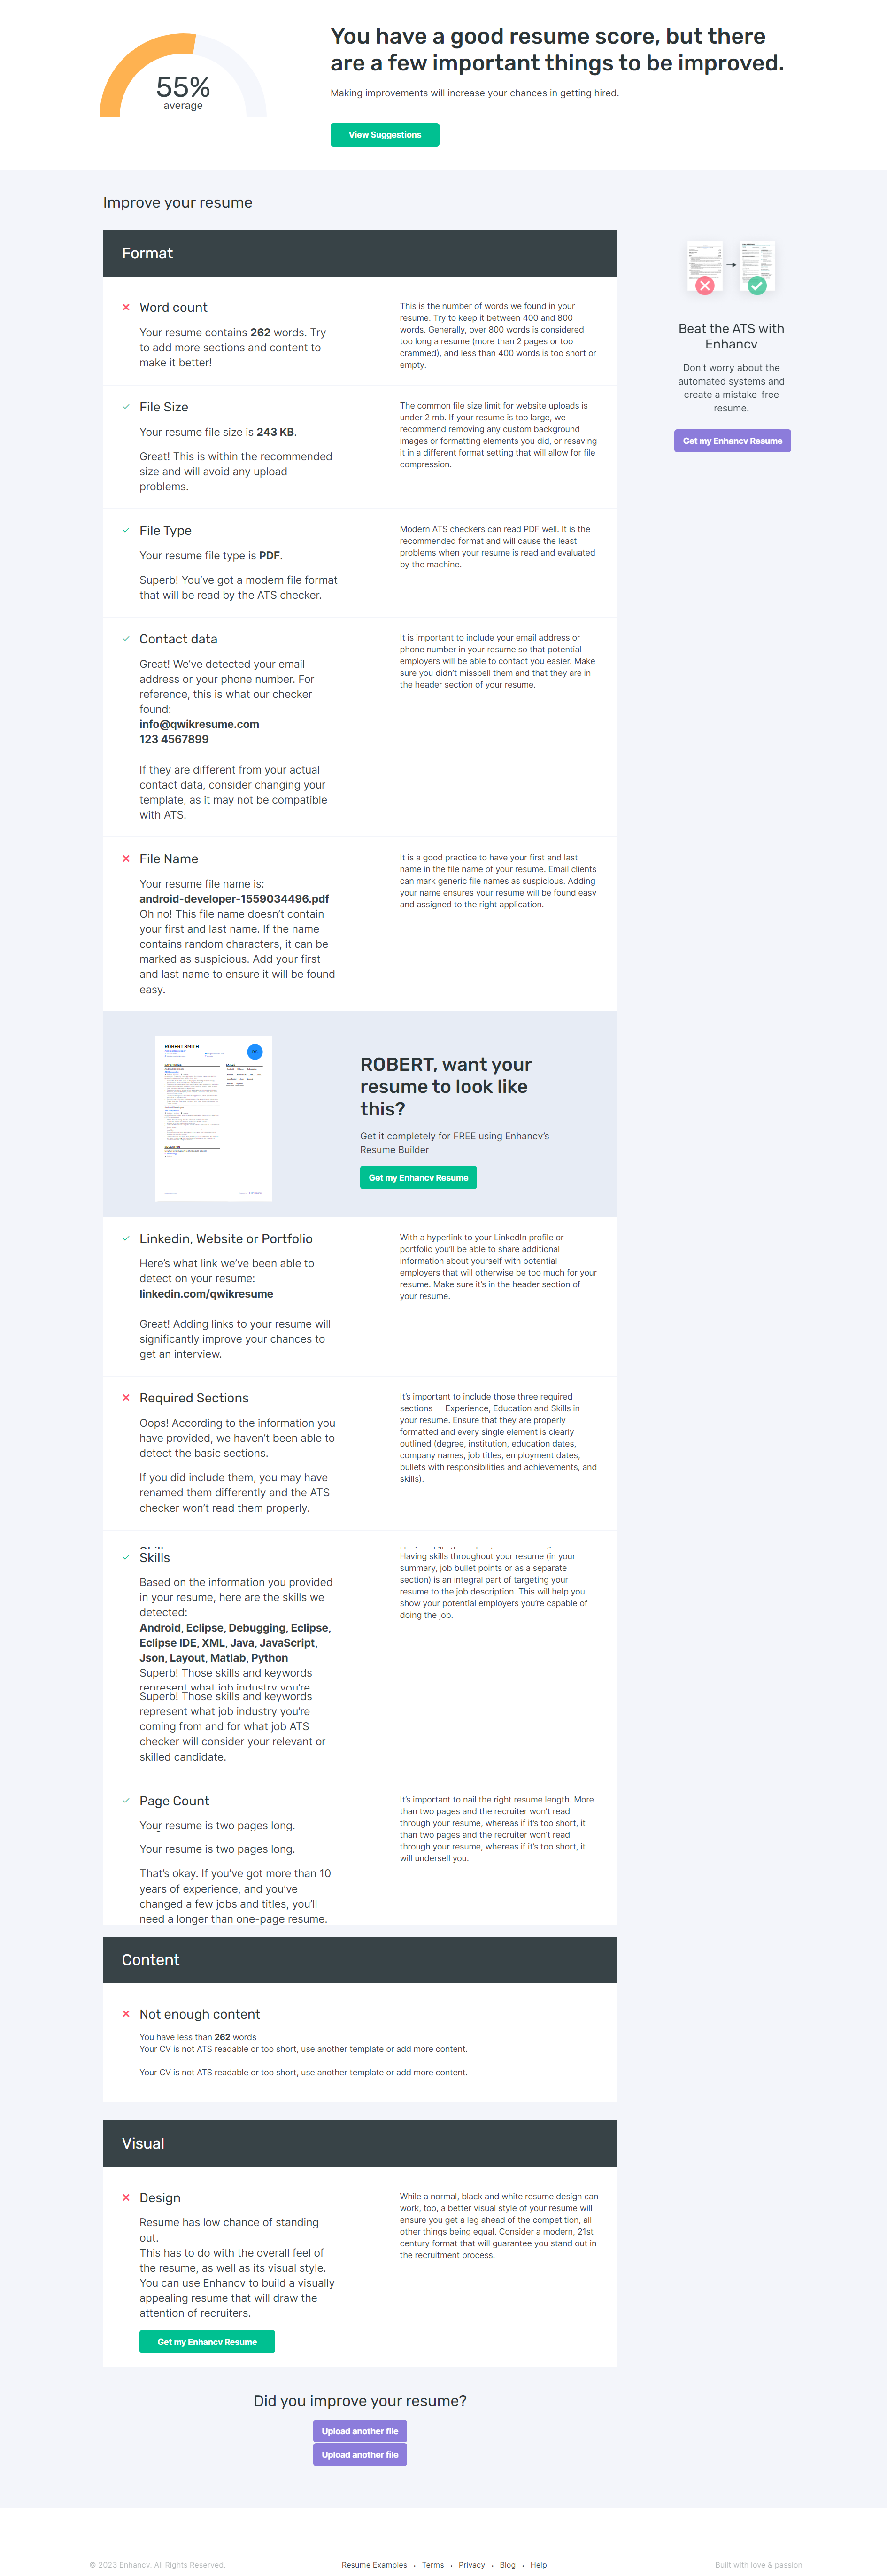 55%
average
You have a good resume score, but there
are a few important things to be improved.
Making improvements will increase your chances in getting hired.
View Suggestions
Improve your resume
Format
Word count
Your resume contains 262 words. Try
to add more sections and content to
make it better!
This is the number of words we found in your
resume. Try to keep it between 400 and 800
words. Generally, over 800 words is considered
too long a resume (more than 2 pages or too
crammed), and less than 400 words is too short or
empty.
Beat the ATS with
Enhancv
Don't worry about the
automated systems and
create a mistake-free
resume.
Get my Enhancv Resume
File Size
Your resume file size is 243 KB.
Great! This is within the recommended
size and will avoid any upload
problems.
The common file size limit for website uploads is
under 2 mb. If your resume is too large, we
recommend removing any custom background
images or formatting elements you did, or resaving
it in a different format setting that will allow for file
compression.
File Type
Your resume file type is PDF.
Superb! You've got a modern file format
that will be read by the ATS checker.
Modern ATS checkers can read PDF well. It is the
recommended format and will cause the least
problems when your resume is read and evaluated
by the machine.
Contact data
Great! We've detected your email
address or your phone number. For
reference, this is what our checker
found:
info@qwikresume.com
123 4567899
If they are different from your actual
contact data, consider changing your
template, as it may not be compatible
with ATS.
It is important to include your email address or
phone number in your resume so that potential
employers will be able to contact you easier. Make
sure you didn't misspell them and that they are in
the header section of your resume.
File Name
Your resume file name is:
android-developer-1559034496.pdf
Oh no! This file name doesn't contain
your first and last name. If the name
contains random characters, it can be
marked as suspicious. Add your first
and last name to ensure it will be found
easy.
It is a good practice to have your first and last
name in the file name of your resume. Email clients
can mark generic file names as suspicious. Adding
your name ensures your resume will be found easy
and assigned to the right application.
ROBERT SMITH
EXPERIENCE
SKILLS
EDUCATION
ROBERT, want your
resume to look like
this?
Get it completely for FREE using Enhancv's
Resume Builder
Get my Enhancv Resume
Linkedin, Website or Portfolio
Here's what link we've been able to
detect on your resume:
linkedin.com/qwikresume
Great! Adding links to your resume will
significantly improve your chances to
get an interview.
With a hyperlink to your LinkedIn profile or
portfolio you'll be able to share additional
information about yourself with potential
employers that will otherwise be too much for your
resume. Make sure it's in the header section of
your resume.
Required Sections
Oops! According to the information you
have provided, we haven't been able to
detect the basic sections.
If you did include them, you may have
renamed them differently and the ATS
checker won't read them properly.
It's important to include those three required
sections — Experience, Education and Skills in
your resume. Ensure that they are properly
formatted and every single element is clearly
outlined (degree, institution, education dates,
company names, job titles, employment dates,
bullets with responsibilities and achievements, and
skills).
Skills
Based on the information you provided
in your resume, here are the skills we
detected:
Android, Eclipse, Debugging, Eclipse,
Eclipse IDE, XML, Java, JavaScript,
Json, Layout, Matlab, Python
Superb! Those skills and keywords
represent what job industry you're
Superb! Those skills and keywords
represent what job industry you're
coming from and for what job ATS
checker will consider your relevant or
skilled candidate.
Having skills throughout your resume (in your
Having skills throughout your resume (in your
summary, job bullet points or as a separate
section) is an integral part of targeting your
resume to the job description. This will help you
show your potential employers you're capable of
doing the job.
Page Count
Your resume is two pages long.
Your resume is two pages long.
That's okay. If you've got more than 10
years of experience, and you've
changed a few jobs and titles, you'll
need a longer than one-page resume.
It's important to nail the right resume length. More
than two pages and the recruiter won't read
through your resume, whereas if it's too short, it
than two pages and the recruiter won't read
through your resume, whereas if it's too short, it
will undersell you.
Content
Not enough content
You have less than 262 words
Your CV is not ATS readable or too short, use another template or add more content.
Your CV is not ATS readable or too short, use another template or add more content.
Visual
Design
Resume has low chance of standing
out.
This has to do with the overall feel of
the resume, as well as its visual style.
You can use Enhancv to build a visually
appealing resume that will draw the
attention of recruiters.
Get my Enhancv Resume
While a normal, black and white resume design can
work, too, a better visual style of your resume will
ensure you get a leg ahead of the competition, all
other things being equal. Consider a modern, 21st
century format that will guarantee you stand out in
the recruitment process.
Did you improve your resume?
Upload another file
Upload another file
© 2023 Enhancv. All Rights Reserved.
Resume Examples • Terms • Privacy • Blog • Help
Built with love & passion